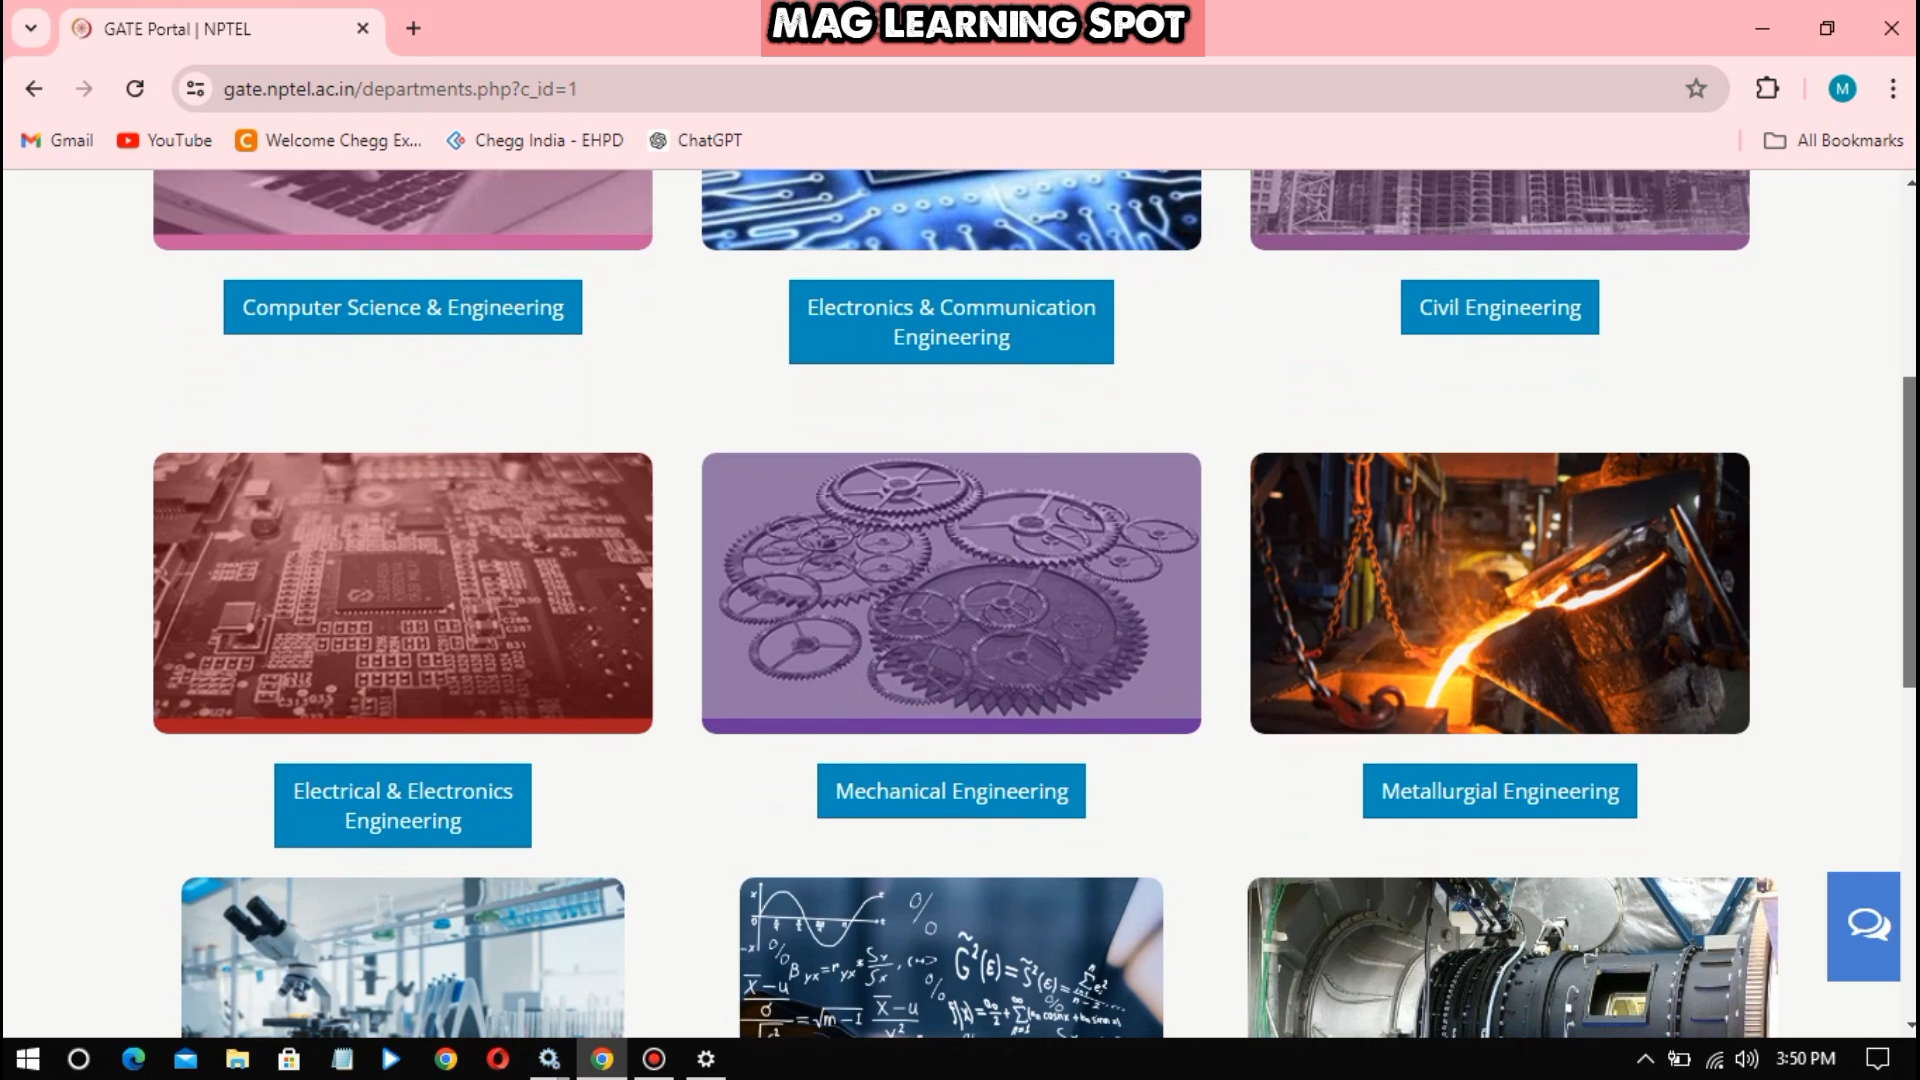 MAG LEARNING SPOT
GATE Portal | NPTEL
gate.nptel.ac.in/departments.php?c_id=1
M
Gmail
YouTube
Welcome Chegg Ex...
Chegg India - EHPD
ChatGPT
All Bookmarks
Computer Science & Engineering
Electronics & Communication
Engineering
Civil Engineering
Electrical & Electronics
Engineering
Mechanical Engineering
Metallurgial Engineering
3:50 PM